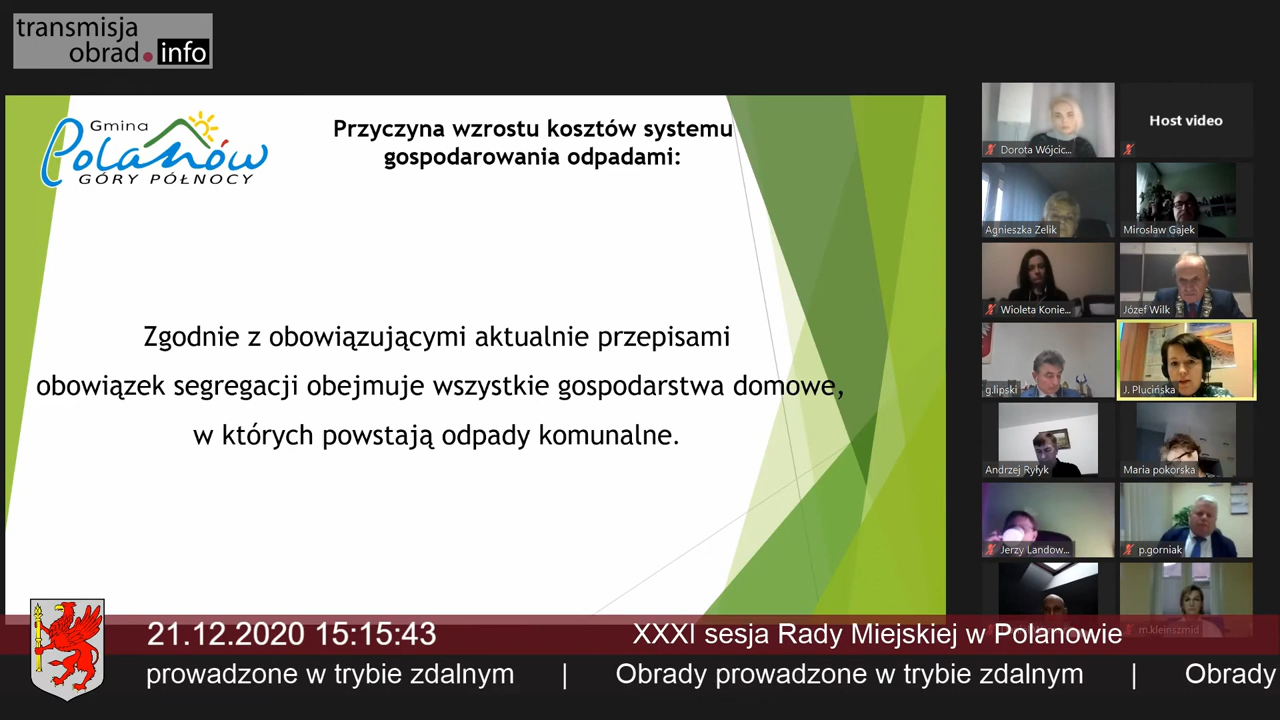 transmisja
obrad.info
Gmina
Polanów
GÓRY PÓŁNOCY
Przyczyna wzrostu kosztów systemu
gospodarowania odpadami:
Zgodnie z obowiązującymi aktualnie przepisami
obowiązek segregacji obejmuje wszystkie gospodarstwa domowe,
w których powstają odpady komunalne.
Dorota Wójcic...
Host video
Agnieszka Zelik
Miroslaw Gajek
Wioleta Konie...
Józef Wilk
g.lipski
J. Plucińska
Andrzej Ryłyk
Maria pokorska
Jerzy Landow...
p.gorniak
m.kleinszmid
21.12.2020 15:15:43
XXXI sesja Rady Miejskiej w Polanowie
prowadzone w trybie zdalnym | Obrady prowadzone w trybie zdalnym | Obrady